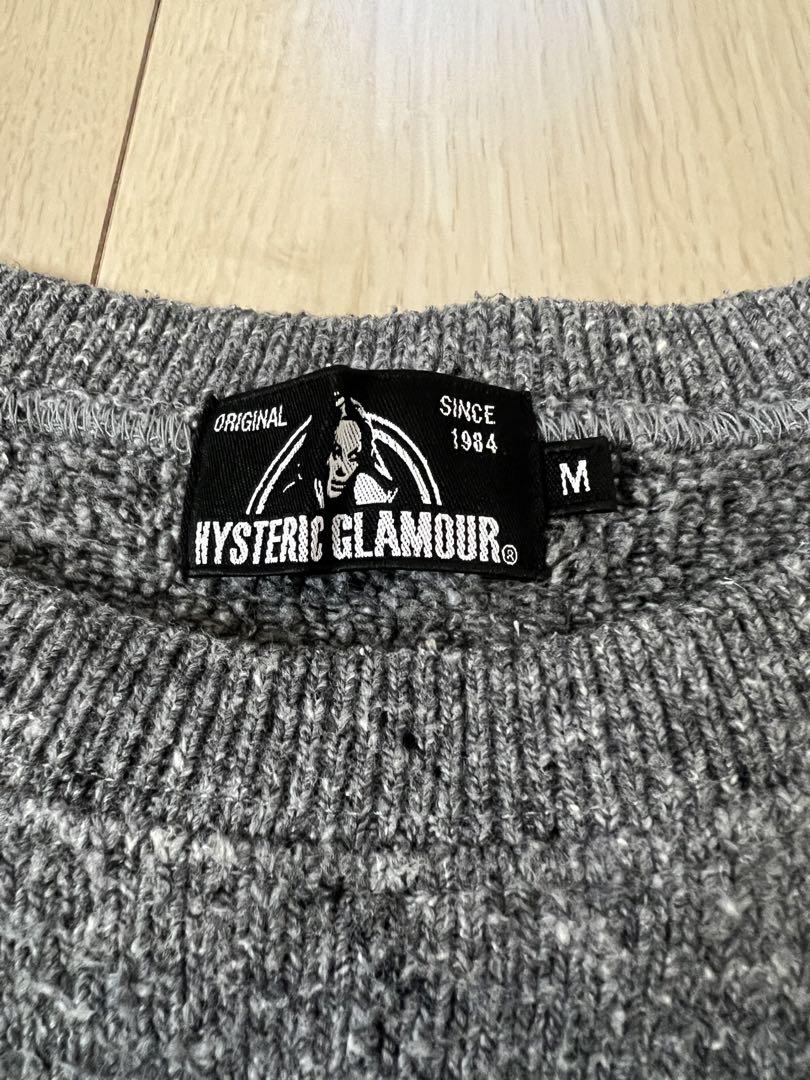 ORIGINAL
SINCE
1984
HYSTERIC GLAMOUR®
M